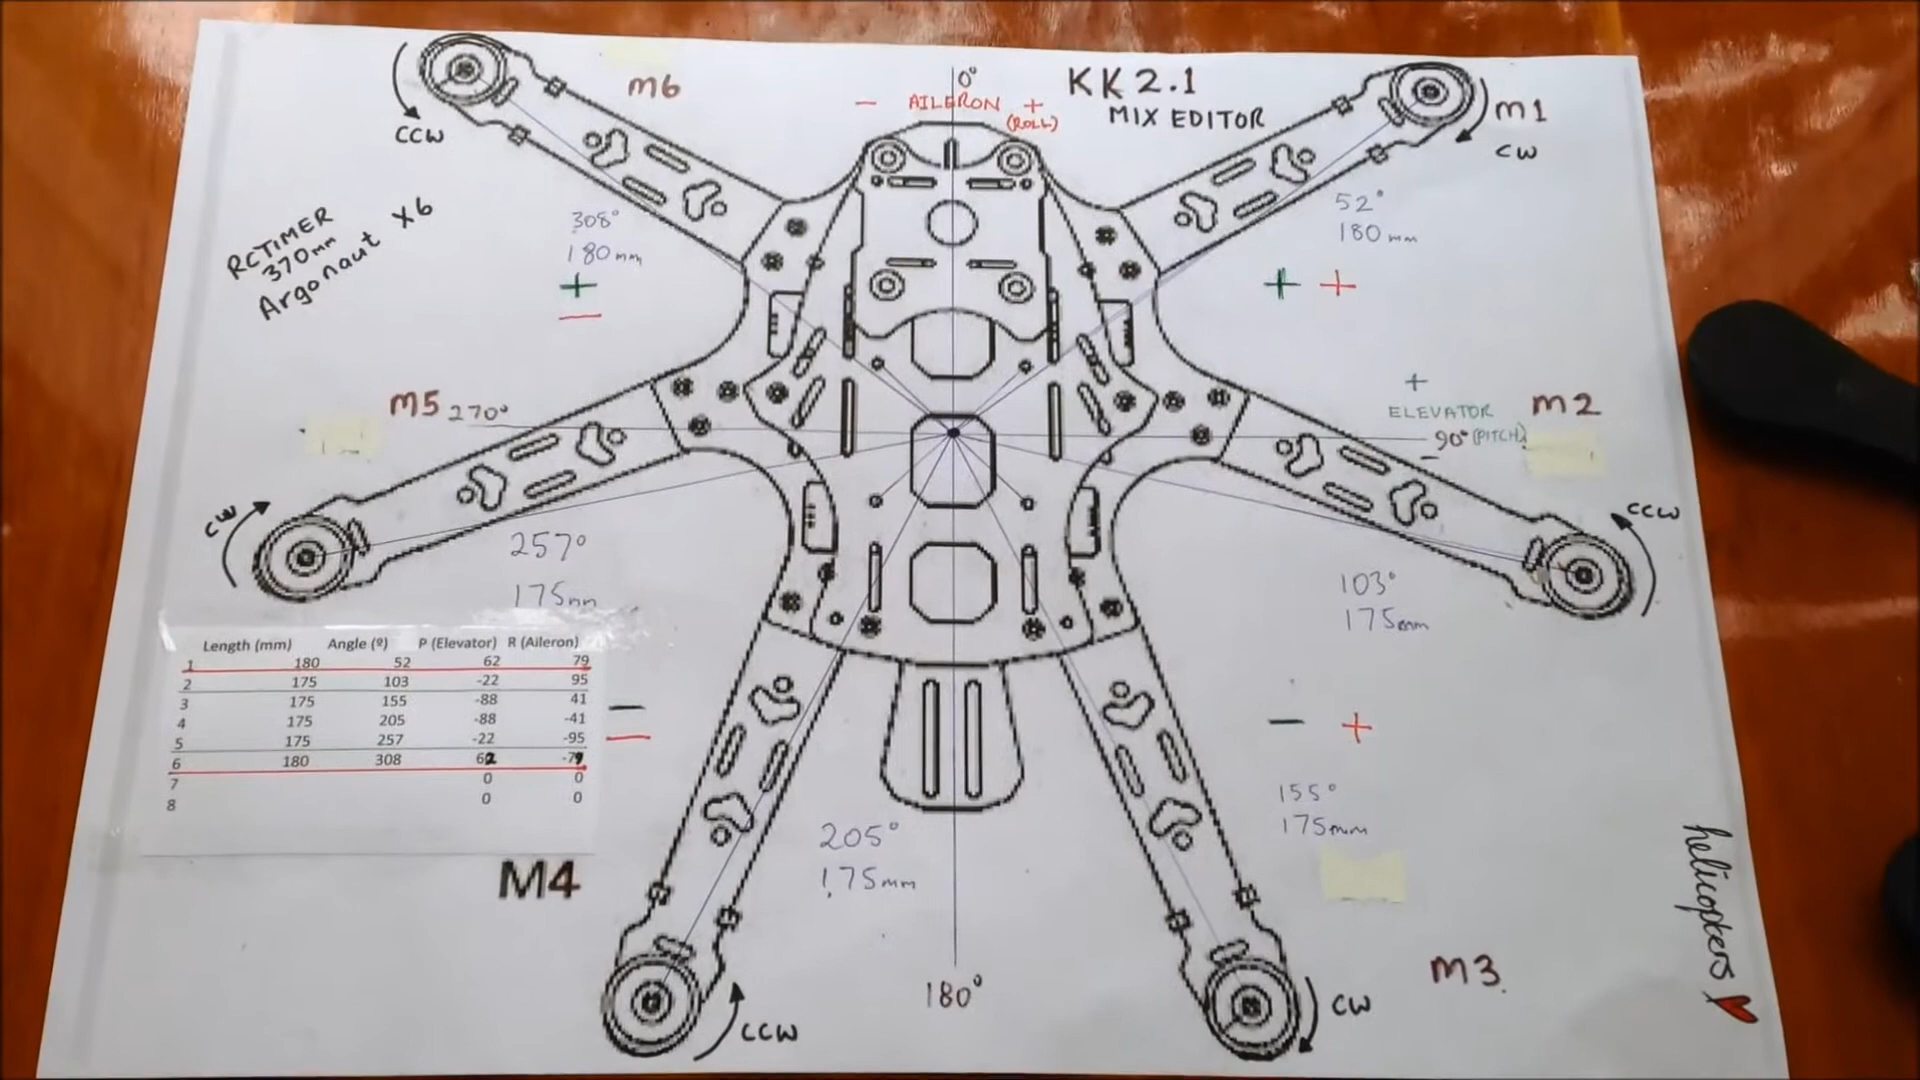 m6
0°
- AILERON +
(ROLL)
KK2.1
MIX EDITOR
m1
CW
CCW
RCTIMER
370mm
Argonaut X6
308°
180mm
+
-
52°
180mm
+ +
m5
270°
+
ELEVATOR
90° (PITCH)
-
m2
CW
CCW
257°
175mm
103°
175mm
Length (mm) Angle (º) P (Elevator) R (Aileron)
1 180 52 62 79
2 175 103 -22 95
3 175 155 -88 41
4 175 205 -88 -41
5 175 257 -22 -95
6 180 308 62 -79
7 0 0
8 0 0
-
-
- +
155°
175mm
205°
175mm
M4
m3
180°
CCW
CW
helicopters